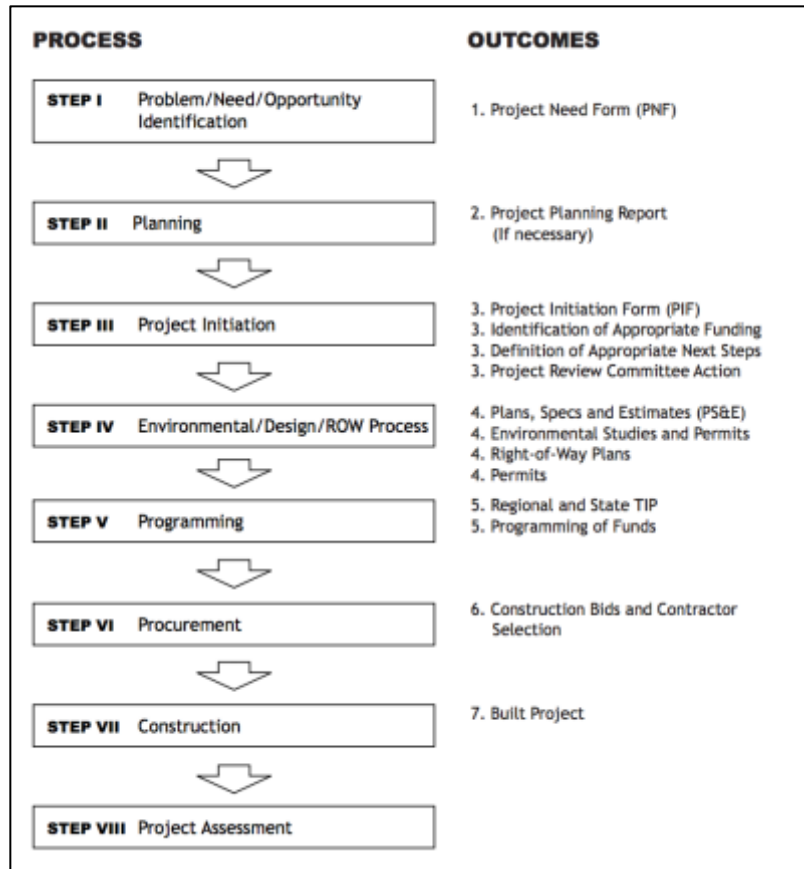 PROCESS
OUTCOMES
STEP I Problem/Need/Opportunity
Identification
1. Project Need Form (PNF)
STEP II Planning
2. Project Planning Report
(If necessary)
STEP III Project Initiation
3. Project Initiation Form (PIF)
3. Identification of Appropriate Funding
3. Definition of Appropriate Next Steps
3. Project Review Committee Action
STEP IV Environmental/Design/ROW Process
4. Plans, Specs and Estimates (PS&E)
4. Environmental Studies and Permits
4. Right-of-Way Plans
4. Permits
STEP V Programming
5. Regional and State TIP
5. Programming of Funds
STEP VI Procurement
6. Construction Bids and Contractor
Selection
STEP VII Construction
7. Built Project
STEP VIII Project Assessment